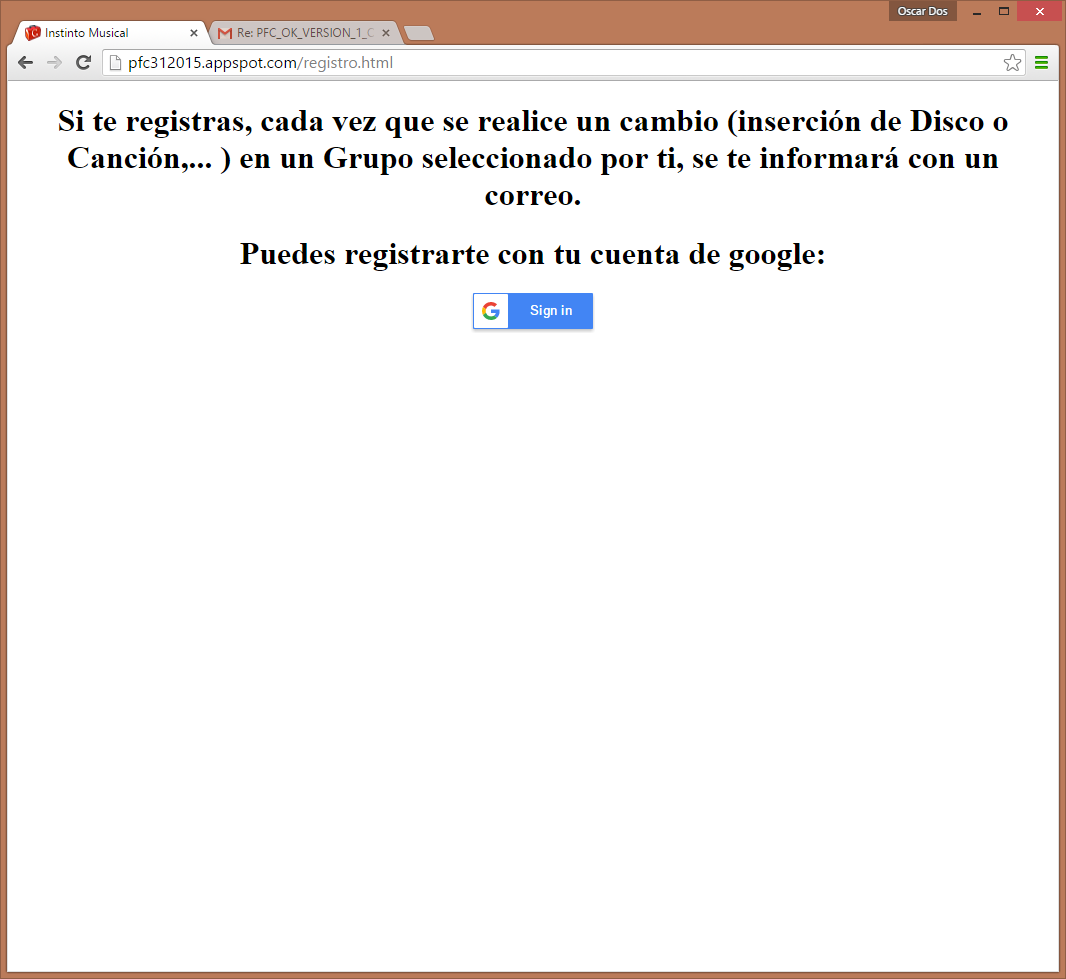 Oscar Dos
Instinto Musical
Re: PFC_OK_VERSION_1_C
pfc312015.appspot.com/registro.html
Si te registras, cada vez que se realice un cambio (inserción de Disco o
Canción,... ) en un Grupo seleccionado por ti, se te informará con un
correo.
Puedes registrarte con tu cuenta de google:
Sign in